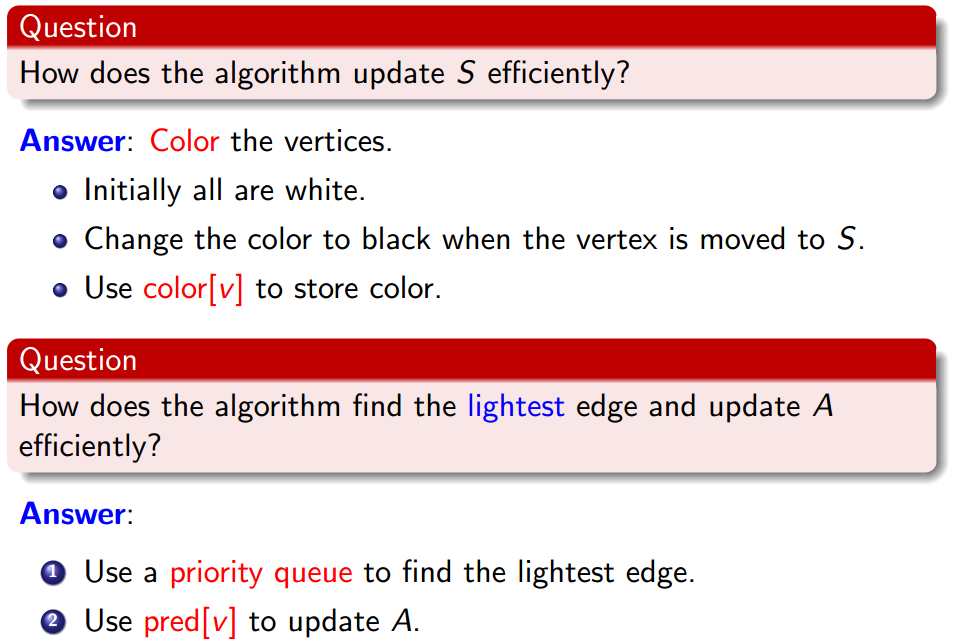 Question
How does the algorithm update S efficiently?
Answer: Color the vertices.
Initially all are white.
Change the color to black when the vertex is moved to S.
Use color[v] to store color.
Question
How does the algorithm find the lightest edge and update A
efficiently?
Answer:
1 Use a priority queue to find the lightest edge.
2 Use pred[v] to update A.